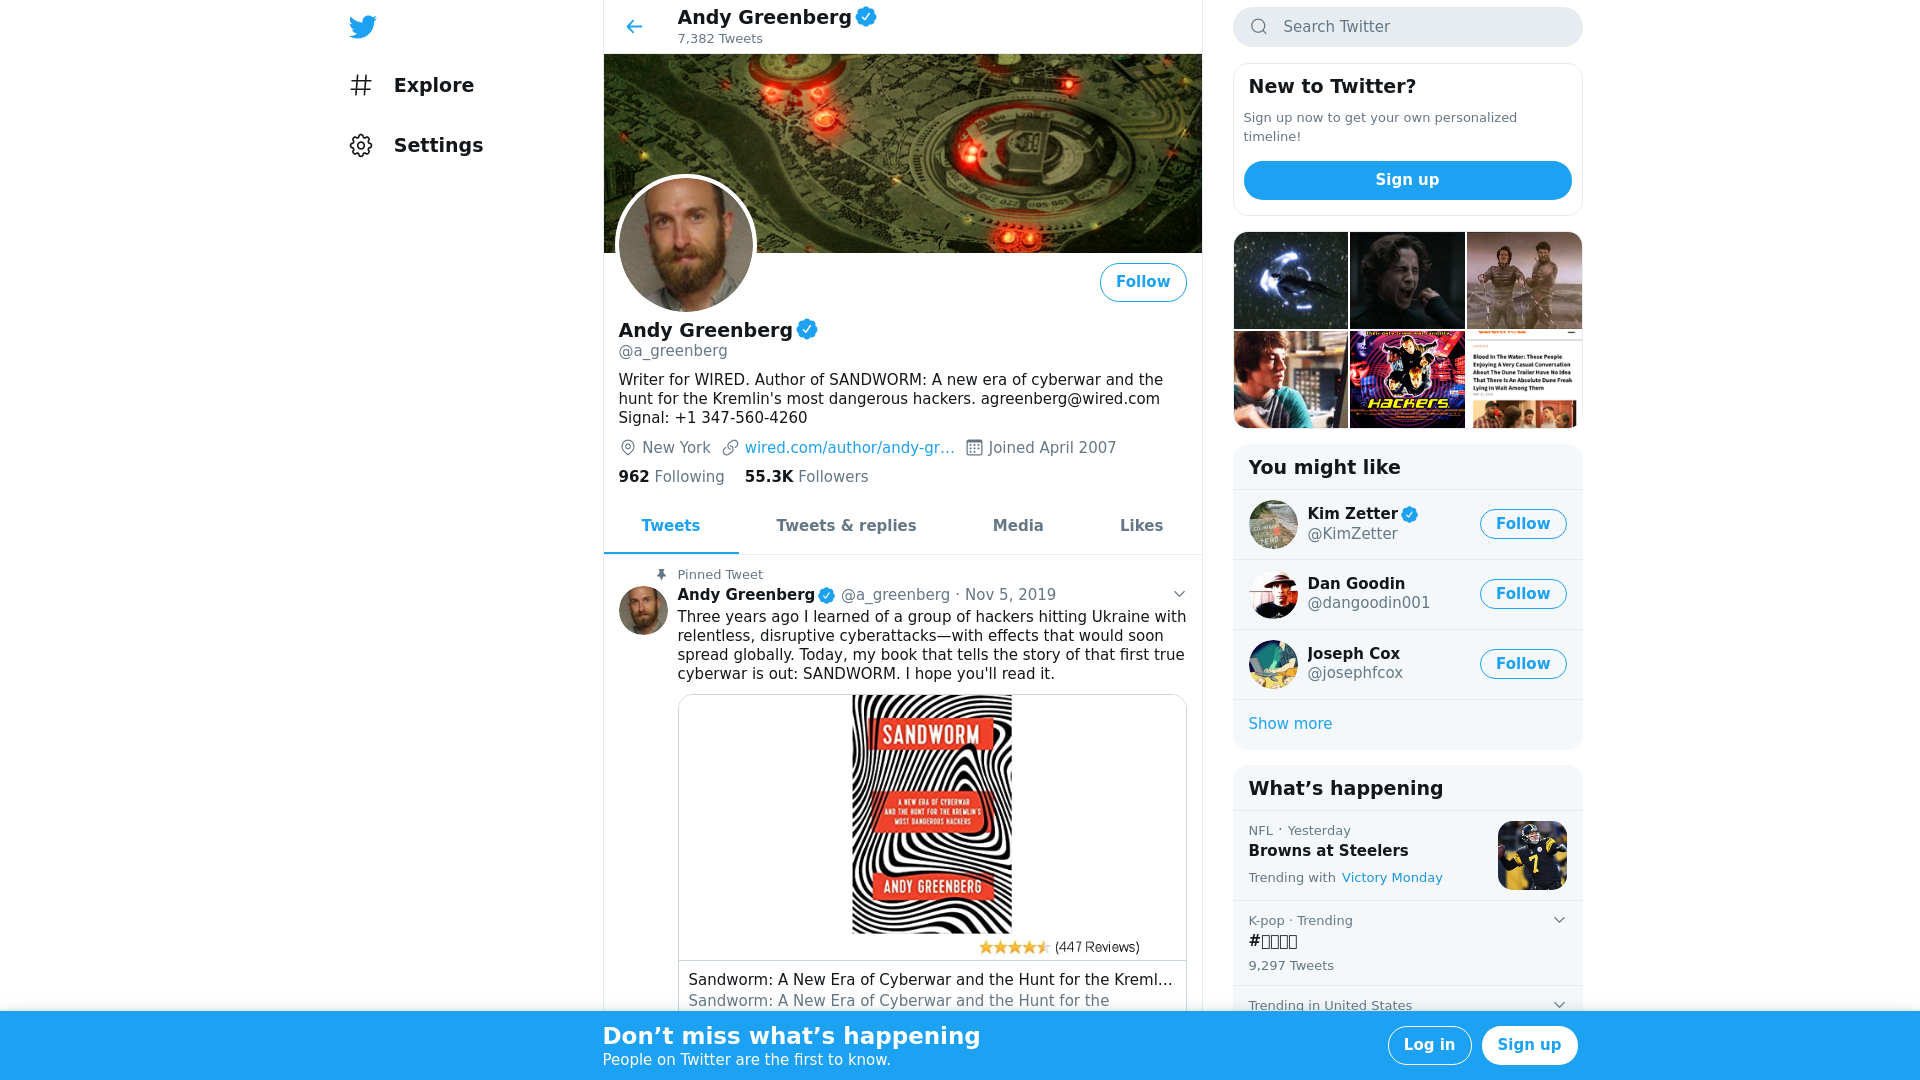 Explore
Settings
Andy Greenberg
7,382 Tweets
Follow
Andy Greenberg
@a_greenberg
Writer for WIRED. Author of SANDWORM: A new era of cyberwar and the
hunt for the Kremlin's most dangerous hackers. agreenberg@wired.com
Signal: +1 347-560-4260
New York wired.com/author/andy-gr… Joined April 2007
962 Following 55.3K Followers
Tweets Tweets & replies Media Likes
Pinned Tweet
Andy Greenberg @a_greenberg · Nov 5, 2019
Three years ago I learned of a group of hackers hitting Ukraine with
relentless, disruptive cyberattacks—with effects that would soon
spread globally. Today, my book that tells the story of that first true
cyberwar is out: SANDWORM. I hope you'll read it.
SANDWORM
A NEW ERA OF CYBERWAR
AND THE HUNT FOR THE KREMLIN'S
MOST DANGEROUS HACKERS
ANDY GREENBERG
(447 Reviews)
Sandworm: A New Era of Cyberwar and the Hunt for the Kreml…
Sandworm: A New Era of Cyberwar and the Hunt for the
Search Twitter
New to Twitter?
Sign up now to get your own personalized
timeline!
Sign up
HACKERS
Blood In The Water: These People
Enjoying A Very Casual Conversation
About The Dune Trailer Have No Idea
That There Is An Absolute Dune Freak
Lying In Wait Among Them
You might like
Kim Zetter
@KimZetter
Follow
Dan Goodin
@dangoodin001
Follow
Joseph Cox
@josephfcox
Follow
Show more
What's happening
NFL · Yesterday
Browns at Steelers
Trending with Victory Monday
K-pop · Trending
#
9,297 Tweets
Trending in United States
Don't miss what's happening
People on Twitter are the first to know.
Log in
Sign up